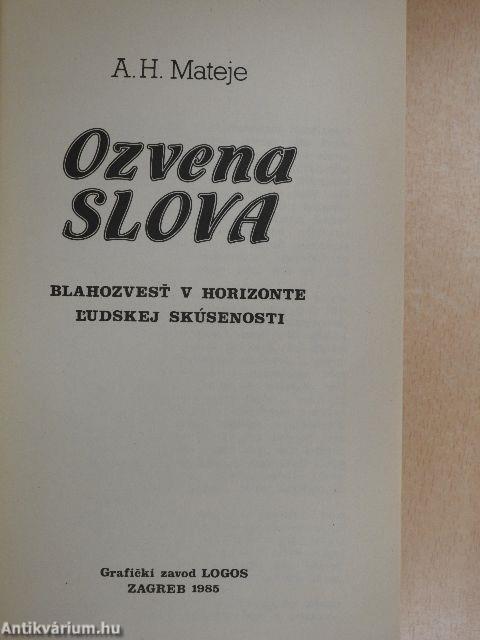 A. H. Mateje
Ozvena
SLOVA
BLAHOZVESŤ V HORIZONTE
ĽUDSKEJ SKÚSENOSTI
Grafički zavod LOGOS
ZAGREB 1985
Antikvárium.hu